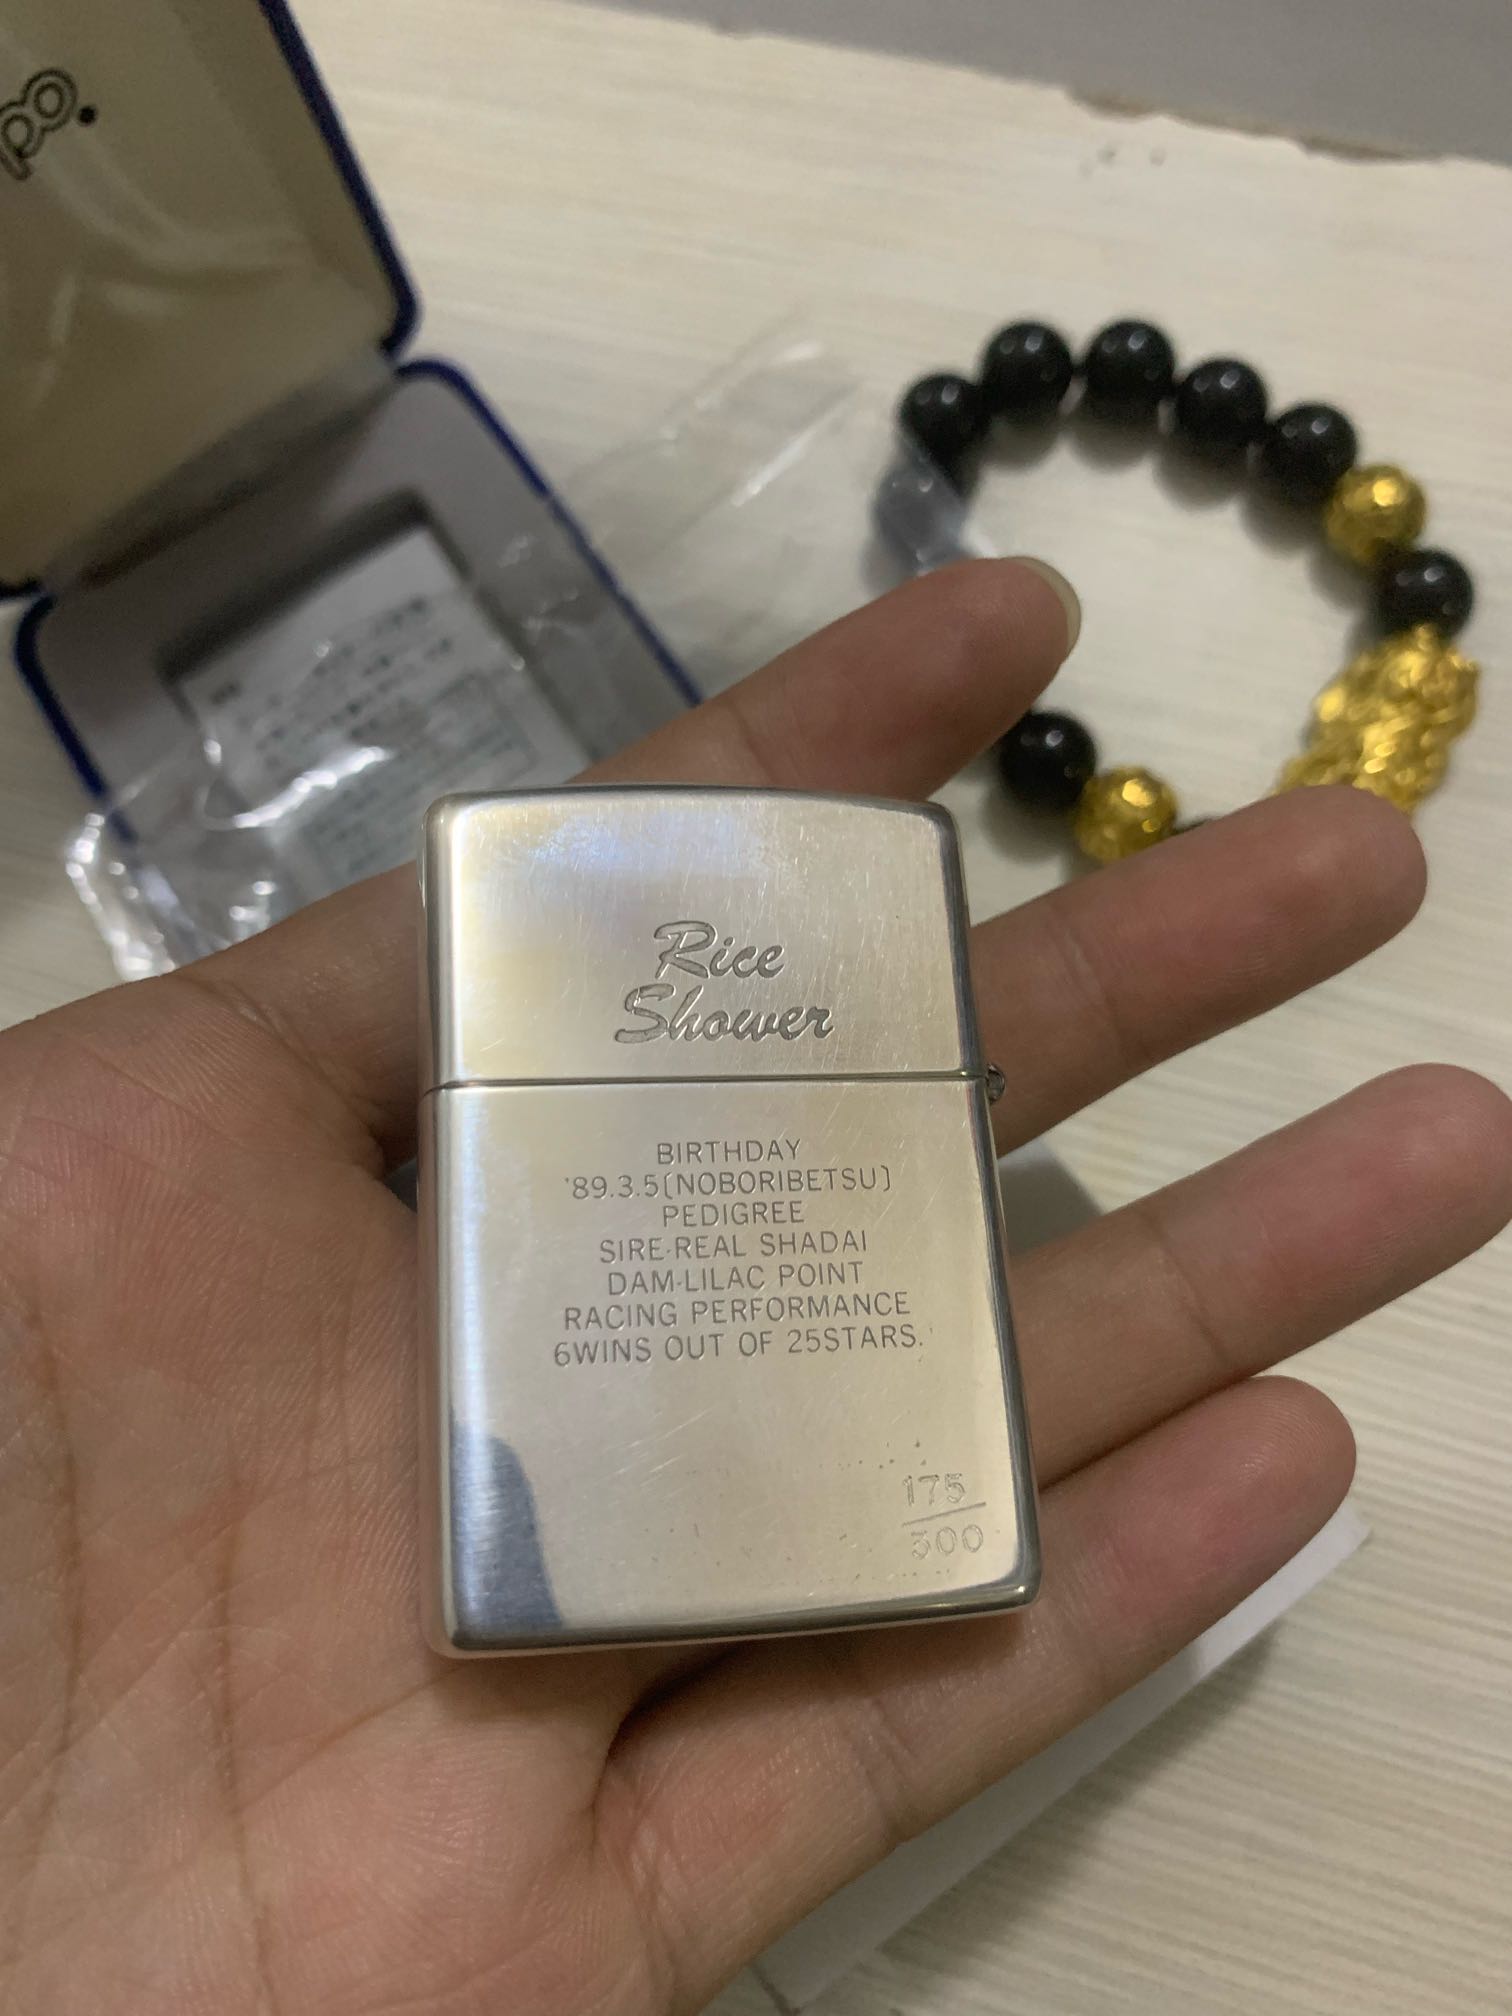 Rice
Shower
BIRTHDAY
'89.3.5(NOBORIBETSU)
PEDIGREE
SIRE-REAL SHADAI
DAM-LILAC POINT
RACING PERFORMANCE
6WINS OUT OF 25STARS.
175
300